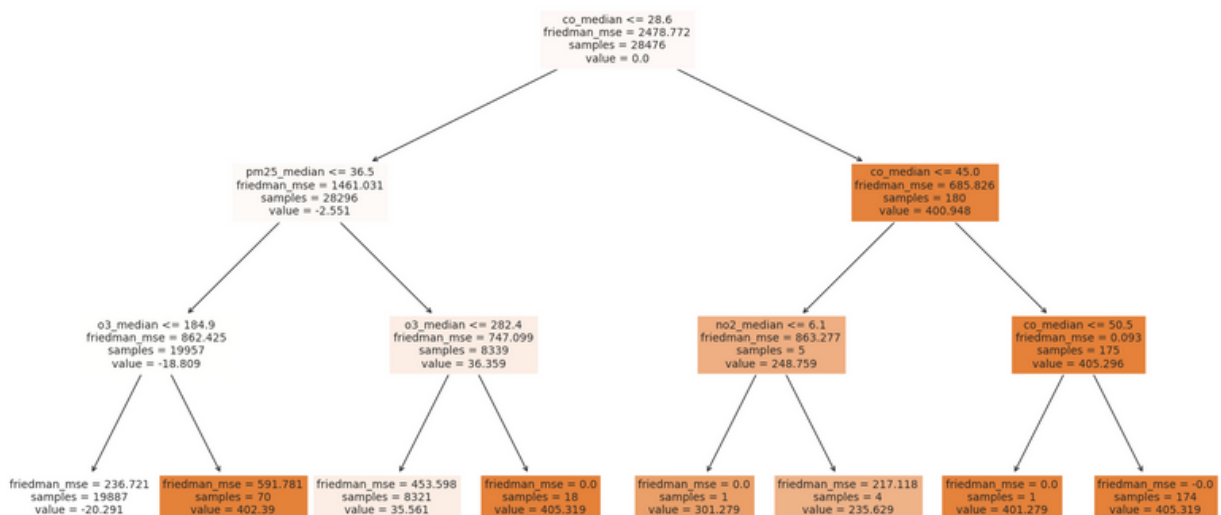 co_median <= 28.6
friedman_mse = 2478.772
samples = 28476
value = 0.0
pm25_median <= 36.5
friedman_mse = 1461.031
samples = 28296
value = -2.551
co_median <= 45.0
friedman_mse = 685.826
samples = 180
value = 400.948
o3_median <= 184.9
friedman_mse = 862.425
samples = 19957
value = -18.809
o3_median <= 282.4
friedman_mse = 747.099
samples = 8339
value = 36.359
no2_median <= 6.1
friedman_mse = 863.277
samples = 5
value = 248.759
co_median <= 50.5
friedman_mse = 0.093
samples = 175
value = 405.296
friedman_mse = 236.721
samples = 19887
value = -20.291
friedman_mse = 591.781
samples = 70
value = 402.39
friedman_mse = 453.598
samples = 8321
value = 35.561
friedman_mse = 0.0
samples = 18
value = 405.319
friedman_mse = 0.0
samples = 1
value = 301.279
friedman_mse = 217.118
samples = 4
value = 235.629
friedman_mse = 0.0
samples = 1
value = 401.279
friedman_mse = -0.0
samples = 174
value = 405.319